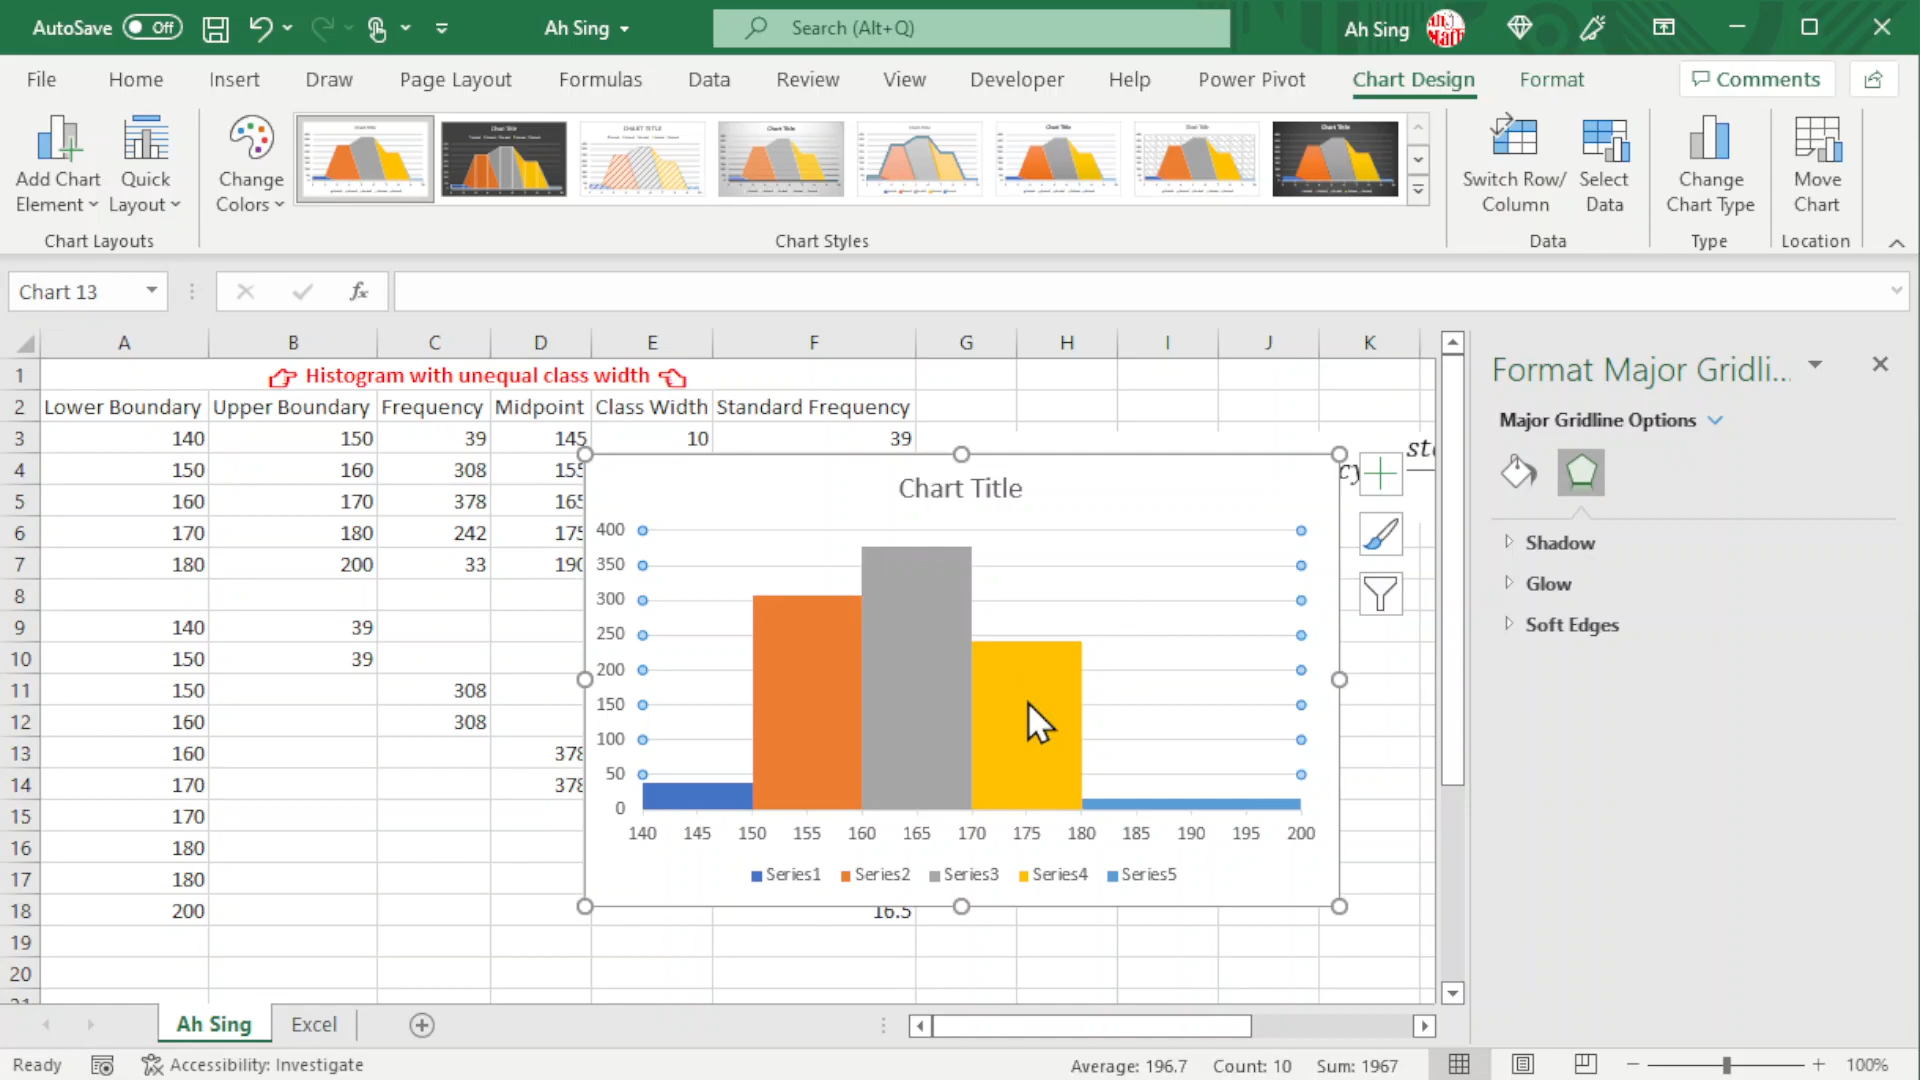 AutoSave Off Ah Sing Search (Alt+Q) Ah Sing
File Home Insert Draw Page Layout Formulas Data Review View Developer Help Power Pivot Chart Design Format Comments
Add Chart Element
Quick Layout
Change Colors
Switch Row/ Column
Select Data
Change Chart Type
Move Chart
Chart Layouts Chart Styles Data Type Location
Chart 13 fx
A B C D E F G H I J K
1 Histogram with unequal class width
2 Lower Boundary Upper Boundary Frequency Midpoint Class Width Standard Frequency
3 140 150 39 145 10 39
4 150 160 308 155
5 160 170 378 165
6 170 180 242 175
7 180 200 33 190
8
9 140 39
10 150 39
11 150 308
12 160 308
13 160 378
14 170 378
15 170
16 180
17 180
18 200 16.5
19
20
Chart Title
400
350
300
250
200
150
100
50
0
140 145 150 155 160 165 170 175 180 185 190 195 200
Series1 Series2 Series3 Series4 Series5
Format Major Gridli...
Major Gridline Options
Shadow
Glow
Soft Edges
Ah Sing Excel
Ready Accessibility: Investigate Average: 196.7 Count: 10 Sum: 1967 100%